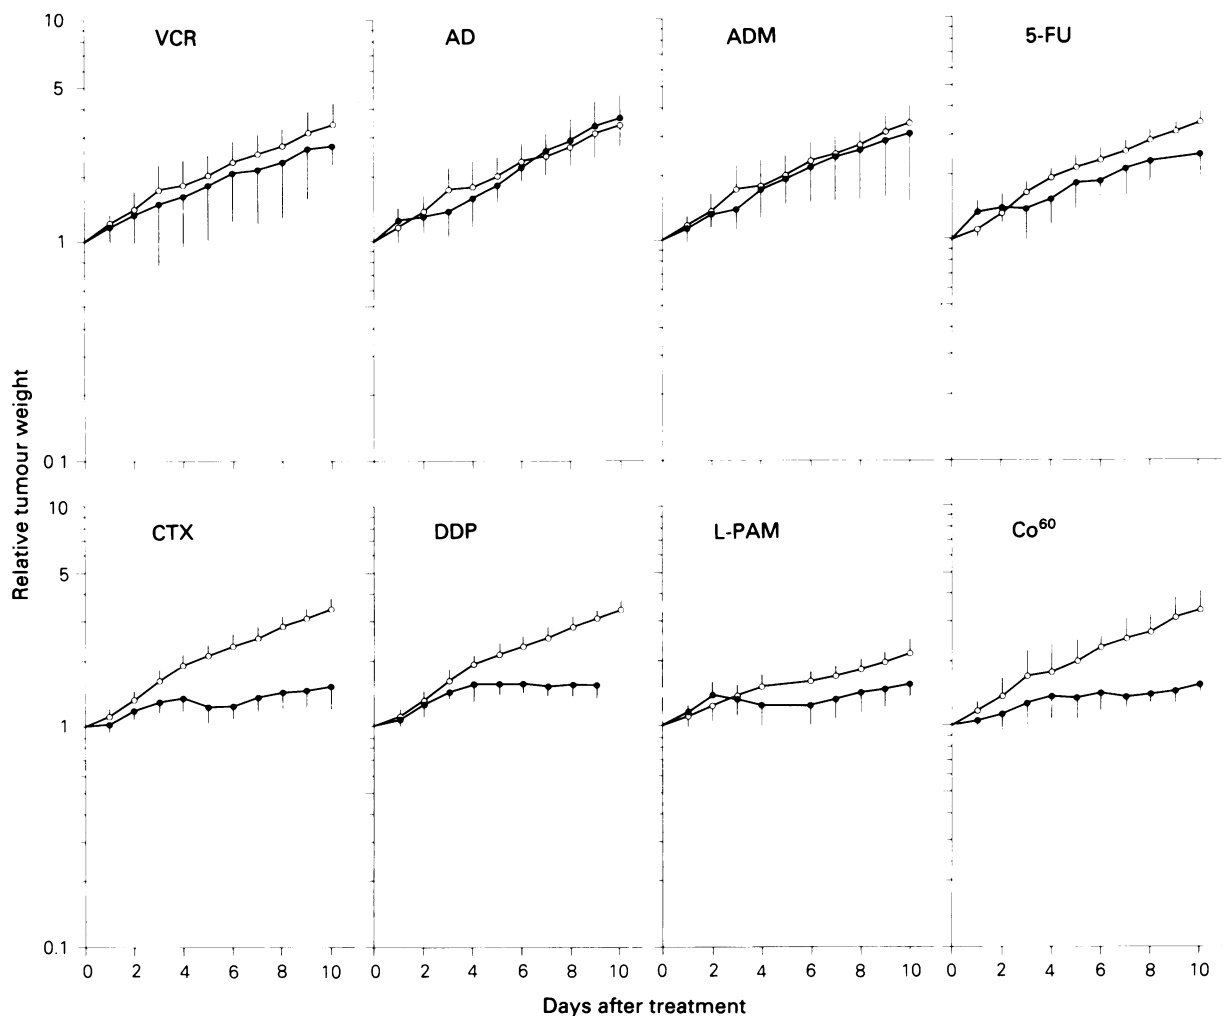 10
VCR
AD
ADM
5-FU
5
1
0 1
10
CTX
DDP
L-PAM
Co⁶⁰
5
1
0.1
0 2 4 6 8 10 0 2 4 6 8 10 0 2 4 6 8 10 0 2 4 6 8 10
Relative tumour weight
Days after treatment